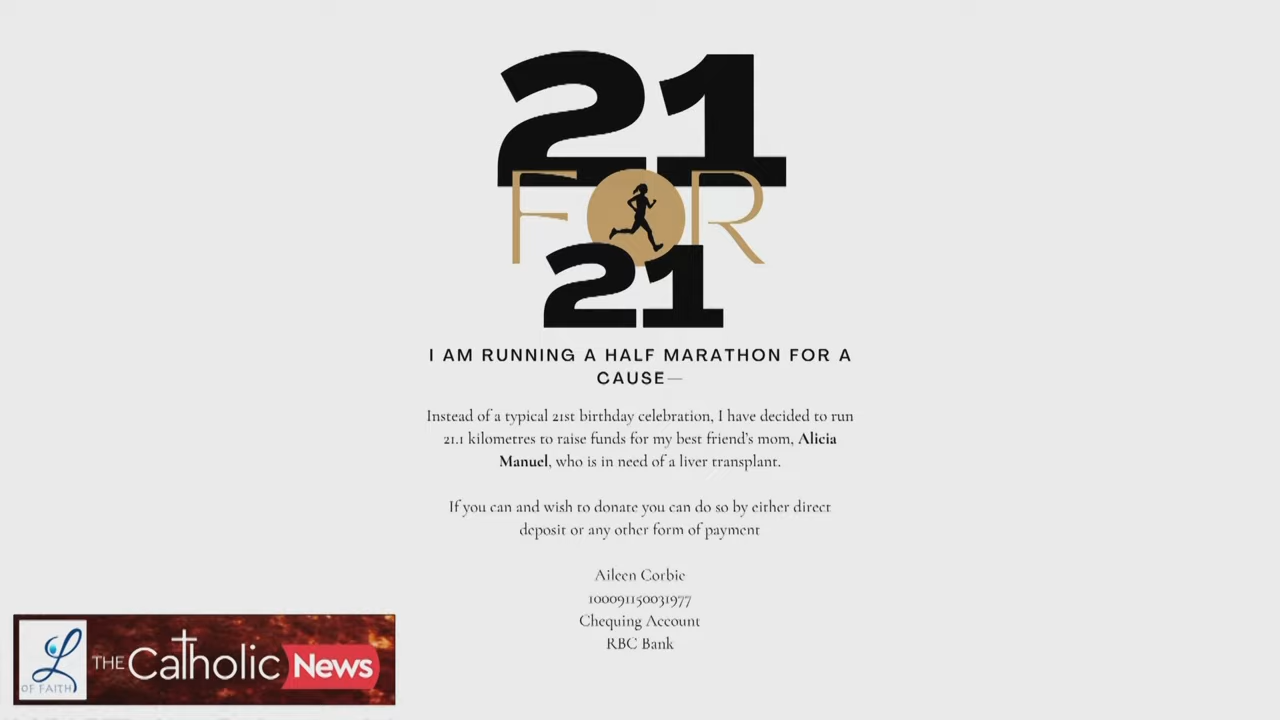 21
FOR
21
I AM RUNNING A HALF MARATHON FOR A
CAUSE—
Instead of a typical 21st birthday celebration, I have decided to run
21.1 kilometres to raise funds for my best friend's mom, Alicia
Manuel, who is in need of a liver transplant.
If you can and wish to donate you can do so by either direct
deposit or any other form of payment
Aileen Corbie
100091150031977
Chequing Account
RBC Bank
L
OF FAITH
THE Catholic News